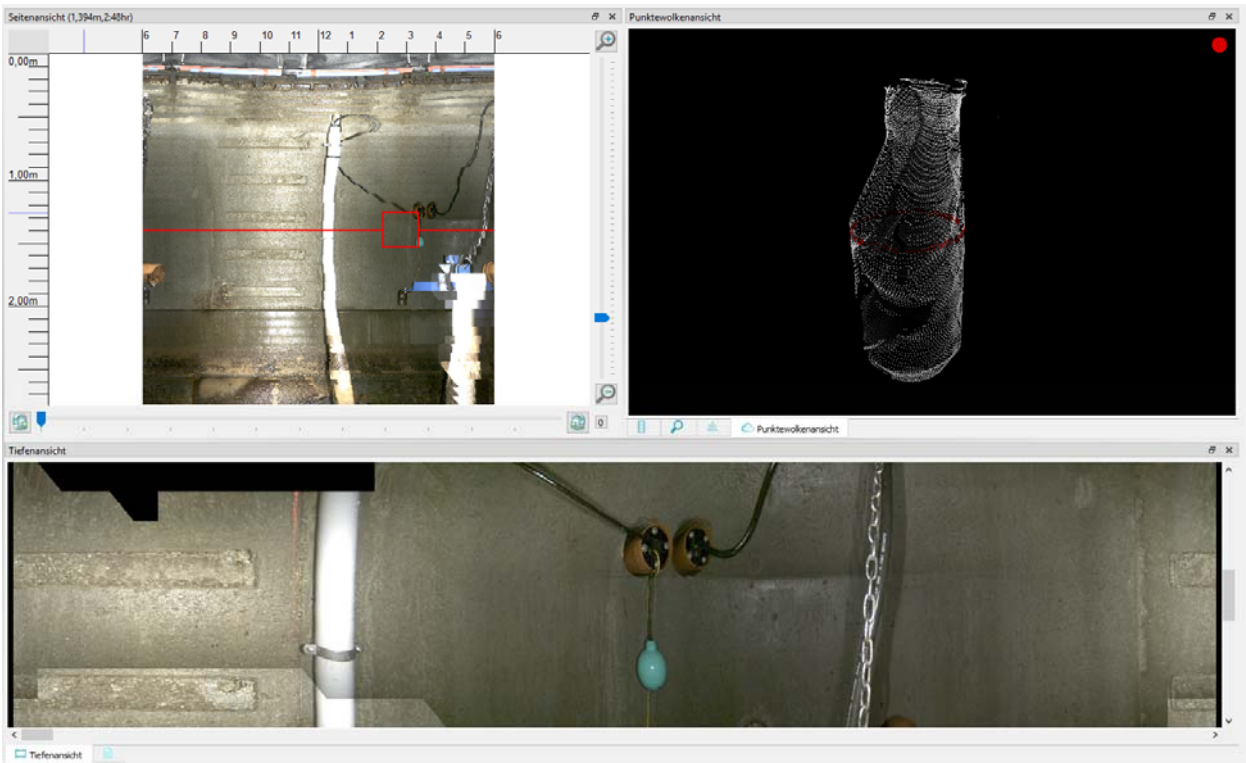 Seitenansicht (1,394m,2:48hr)
6 7 8 9 10 11 12 1 2 3 4 5 6
0,00m
1,00m
2,00m
0
Punktewolkenansicht
Punktewolkenansicht
Tiefenansicht
Tiefenansicht